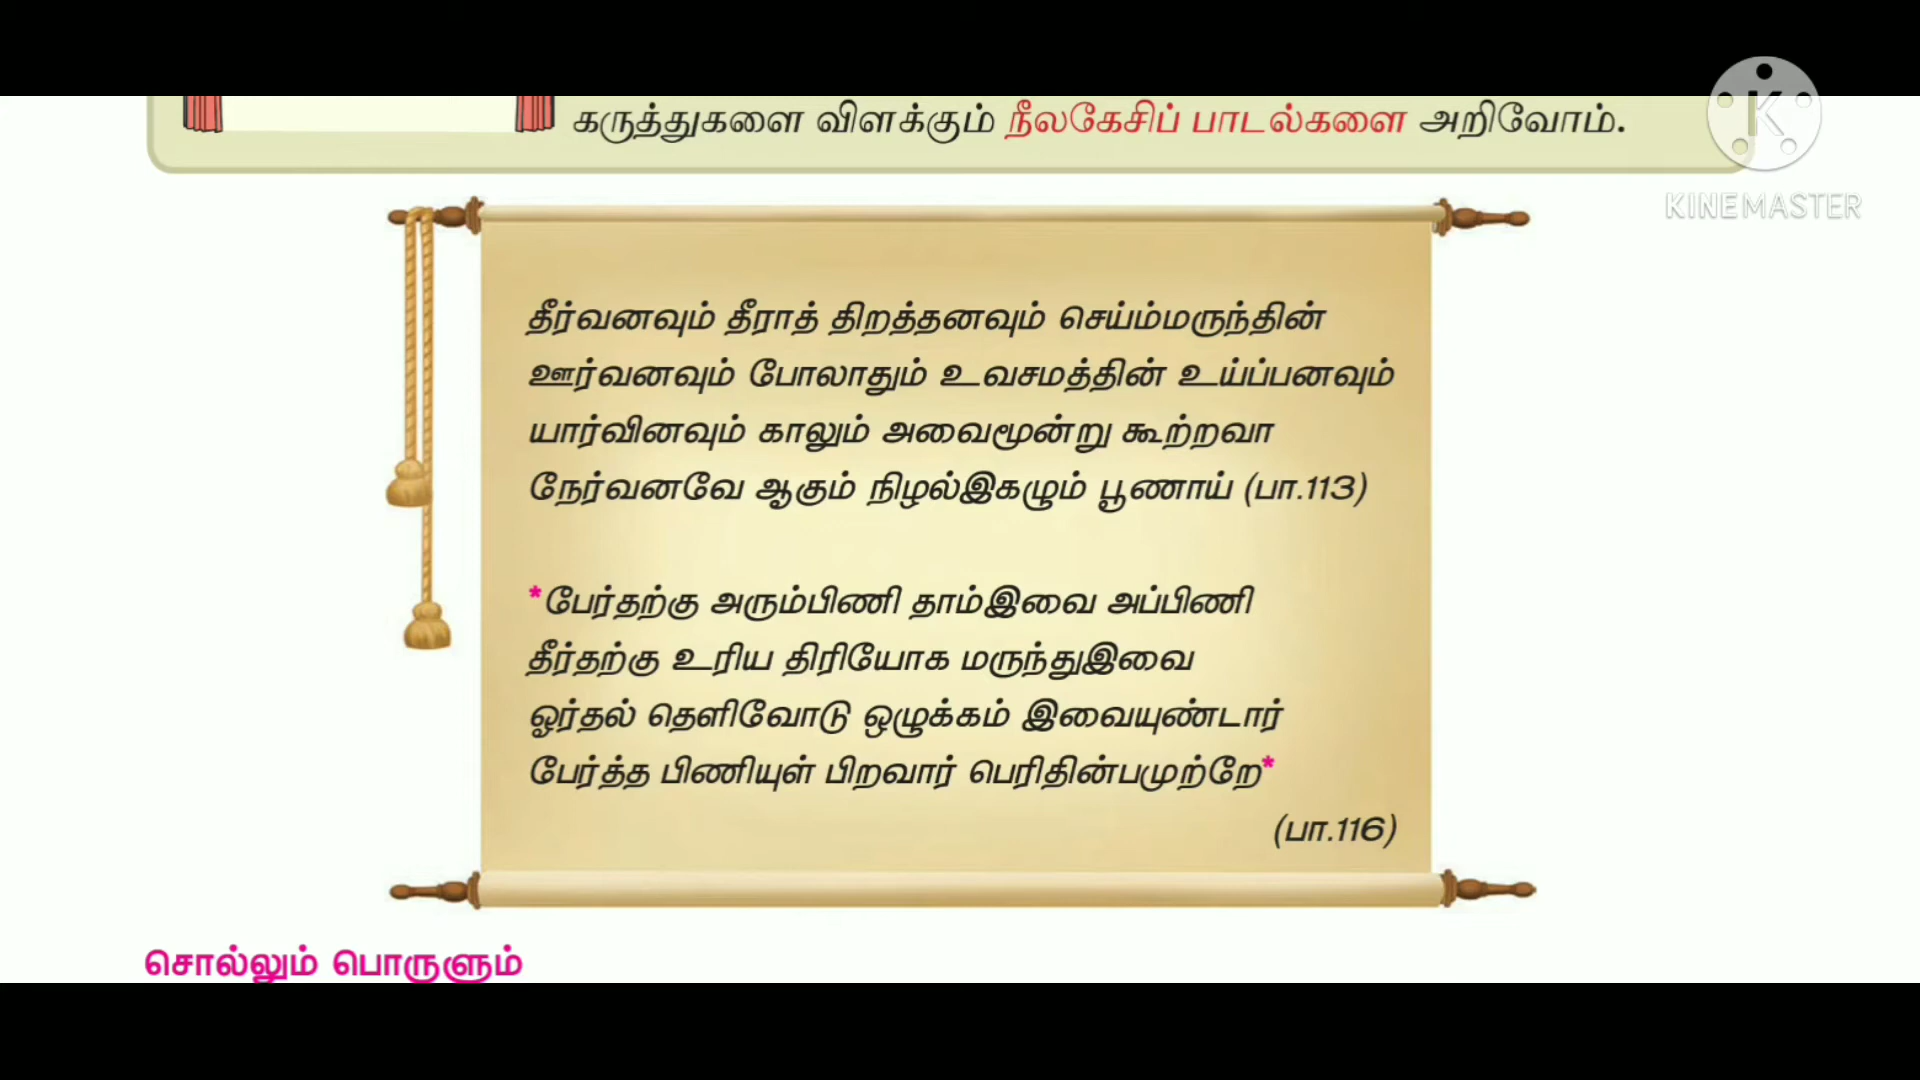 கருத்துகளை விளக்கும் நீலகேசிப் பாடல்களை அறிவோம்.
K
KINEMASTER
தீர்வனவும் தீராத் திறத்தனவும் செய்ம்மருந்தின்
ஊர்வனவும் போலாதும் உவசமத்தின் உய்ப்பனவும்
யார்வினவும் காலும் அவைமூன்று கூற்றவா
நேர்வனவே ஆகும் நிழல்இகழும் பூணாய் (பா.113)
*பேர்தற்கு அரும்பிணி தாம்இவை அப்பிணி
தீர்தற்கு உரிய திரியோக மருந்துஇவை
ஓர்தல் தெளிவோடு ஒழுக்கம் இவையுண்டார்
பேர்த்த பிணியுள் பிறவார் பெரிதின்பமுற்றே*
(பா.116)
சொல்லும் பொருளும்